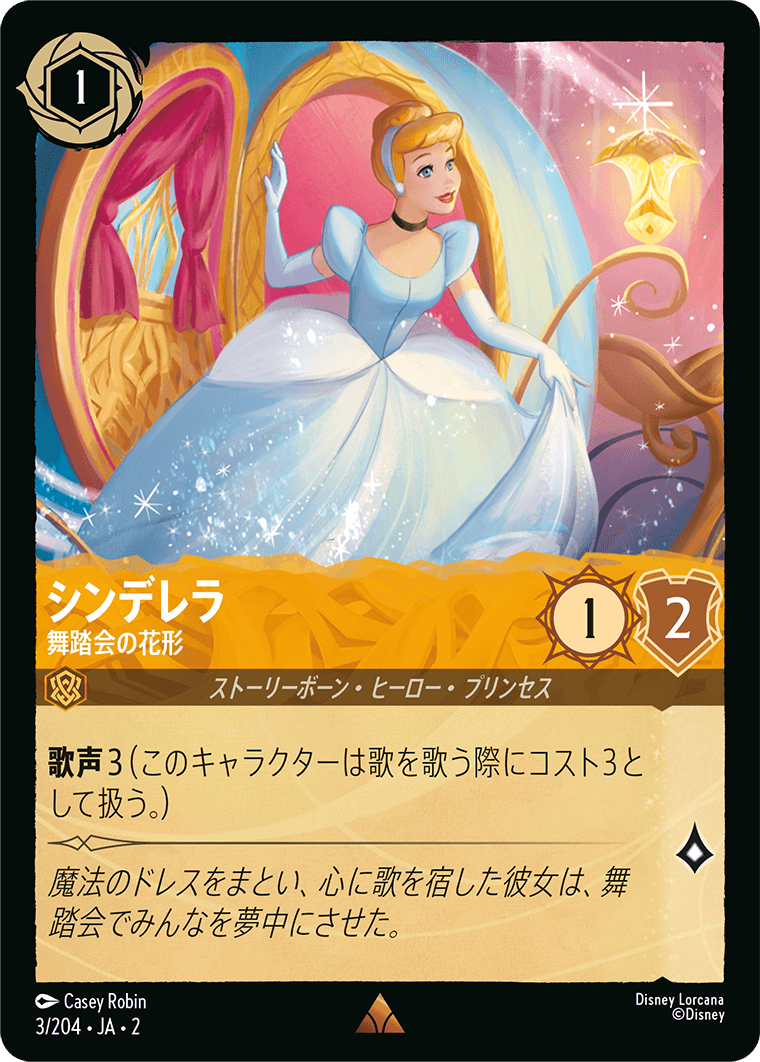 1
シンデレラ
舞踏会の花形
1
2
ストーリーボーン・ヒーロー・プリンセス
歌声3(このキャラクターは歌を歌う際にコスト3と
して扱う。)
魔法のドレスをまとい、心に歌を宿した彼女は、舞
踏会でみんなを夢中にさせた。
Casey Robin
Disney Lorcana
3/204・JA・2
©Disney